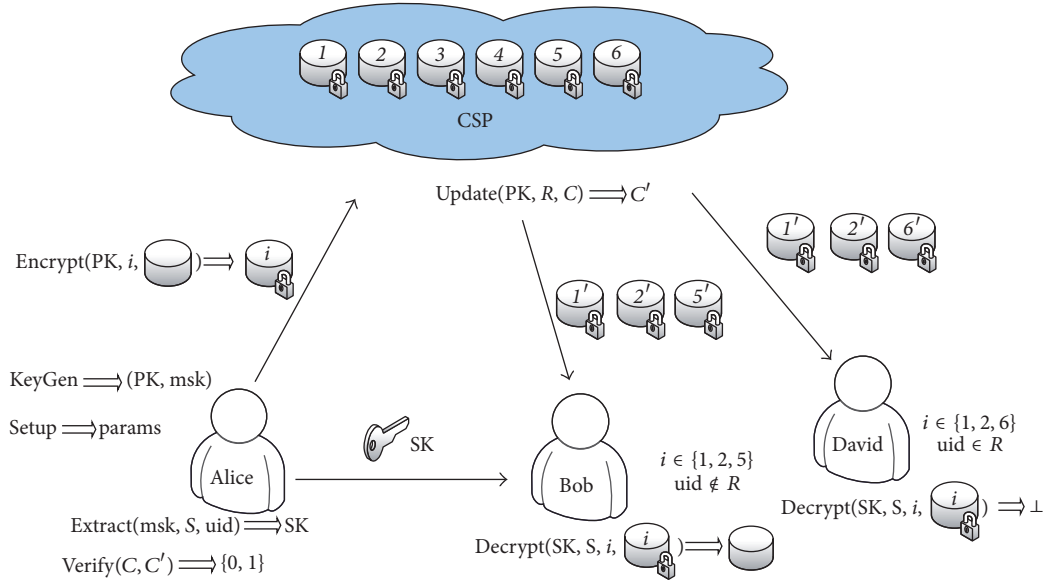 1 2 3 4 5 6
CSP
Update(PK, R, C) ⟹ C′
1′ 2′ 6′
Encrypt(PK, i, ) ⟹ i
1′ 2′ 5′
KeyGen ⟹ (PK, msk)
Setup ⟹ params
SK
Alice
Bob
David
i ∈ {1, 2, 6}
uid ∈ R
i ∈ {1, 2, 5}
uid ∉ R
Decrypt(SK, S, i, i ) ⟹ ⊥
Extract(msk, S, uid) ⟹ SK
Decrypt(SK, S, i, i ) ⟹
Verify(C, C′) ⟹ {0, 1}